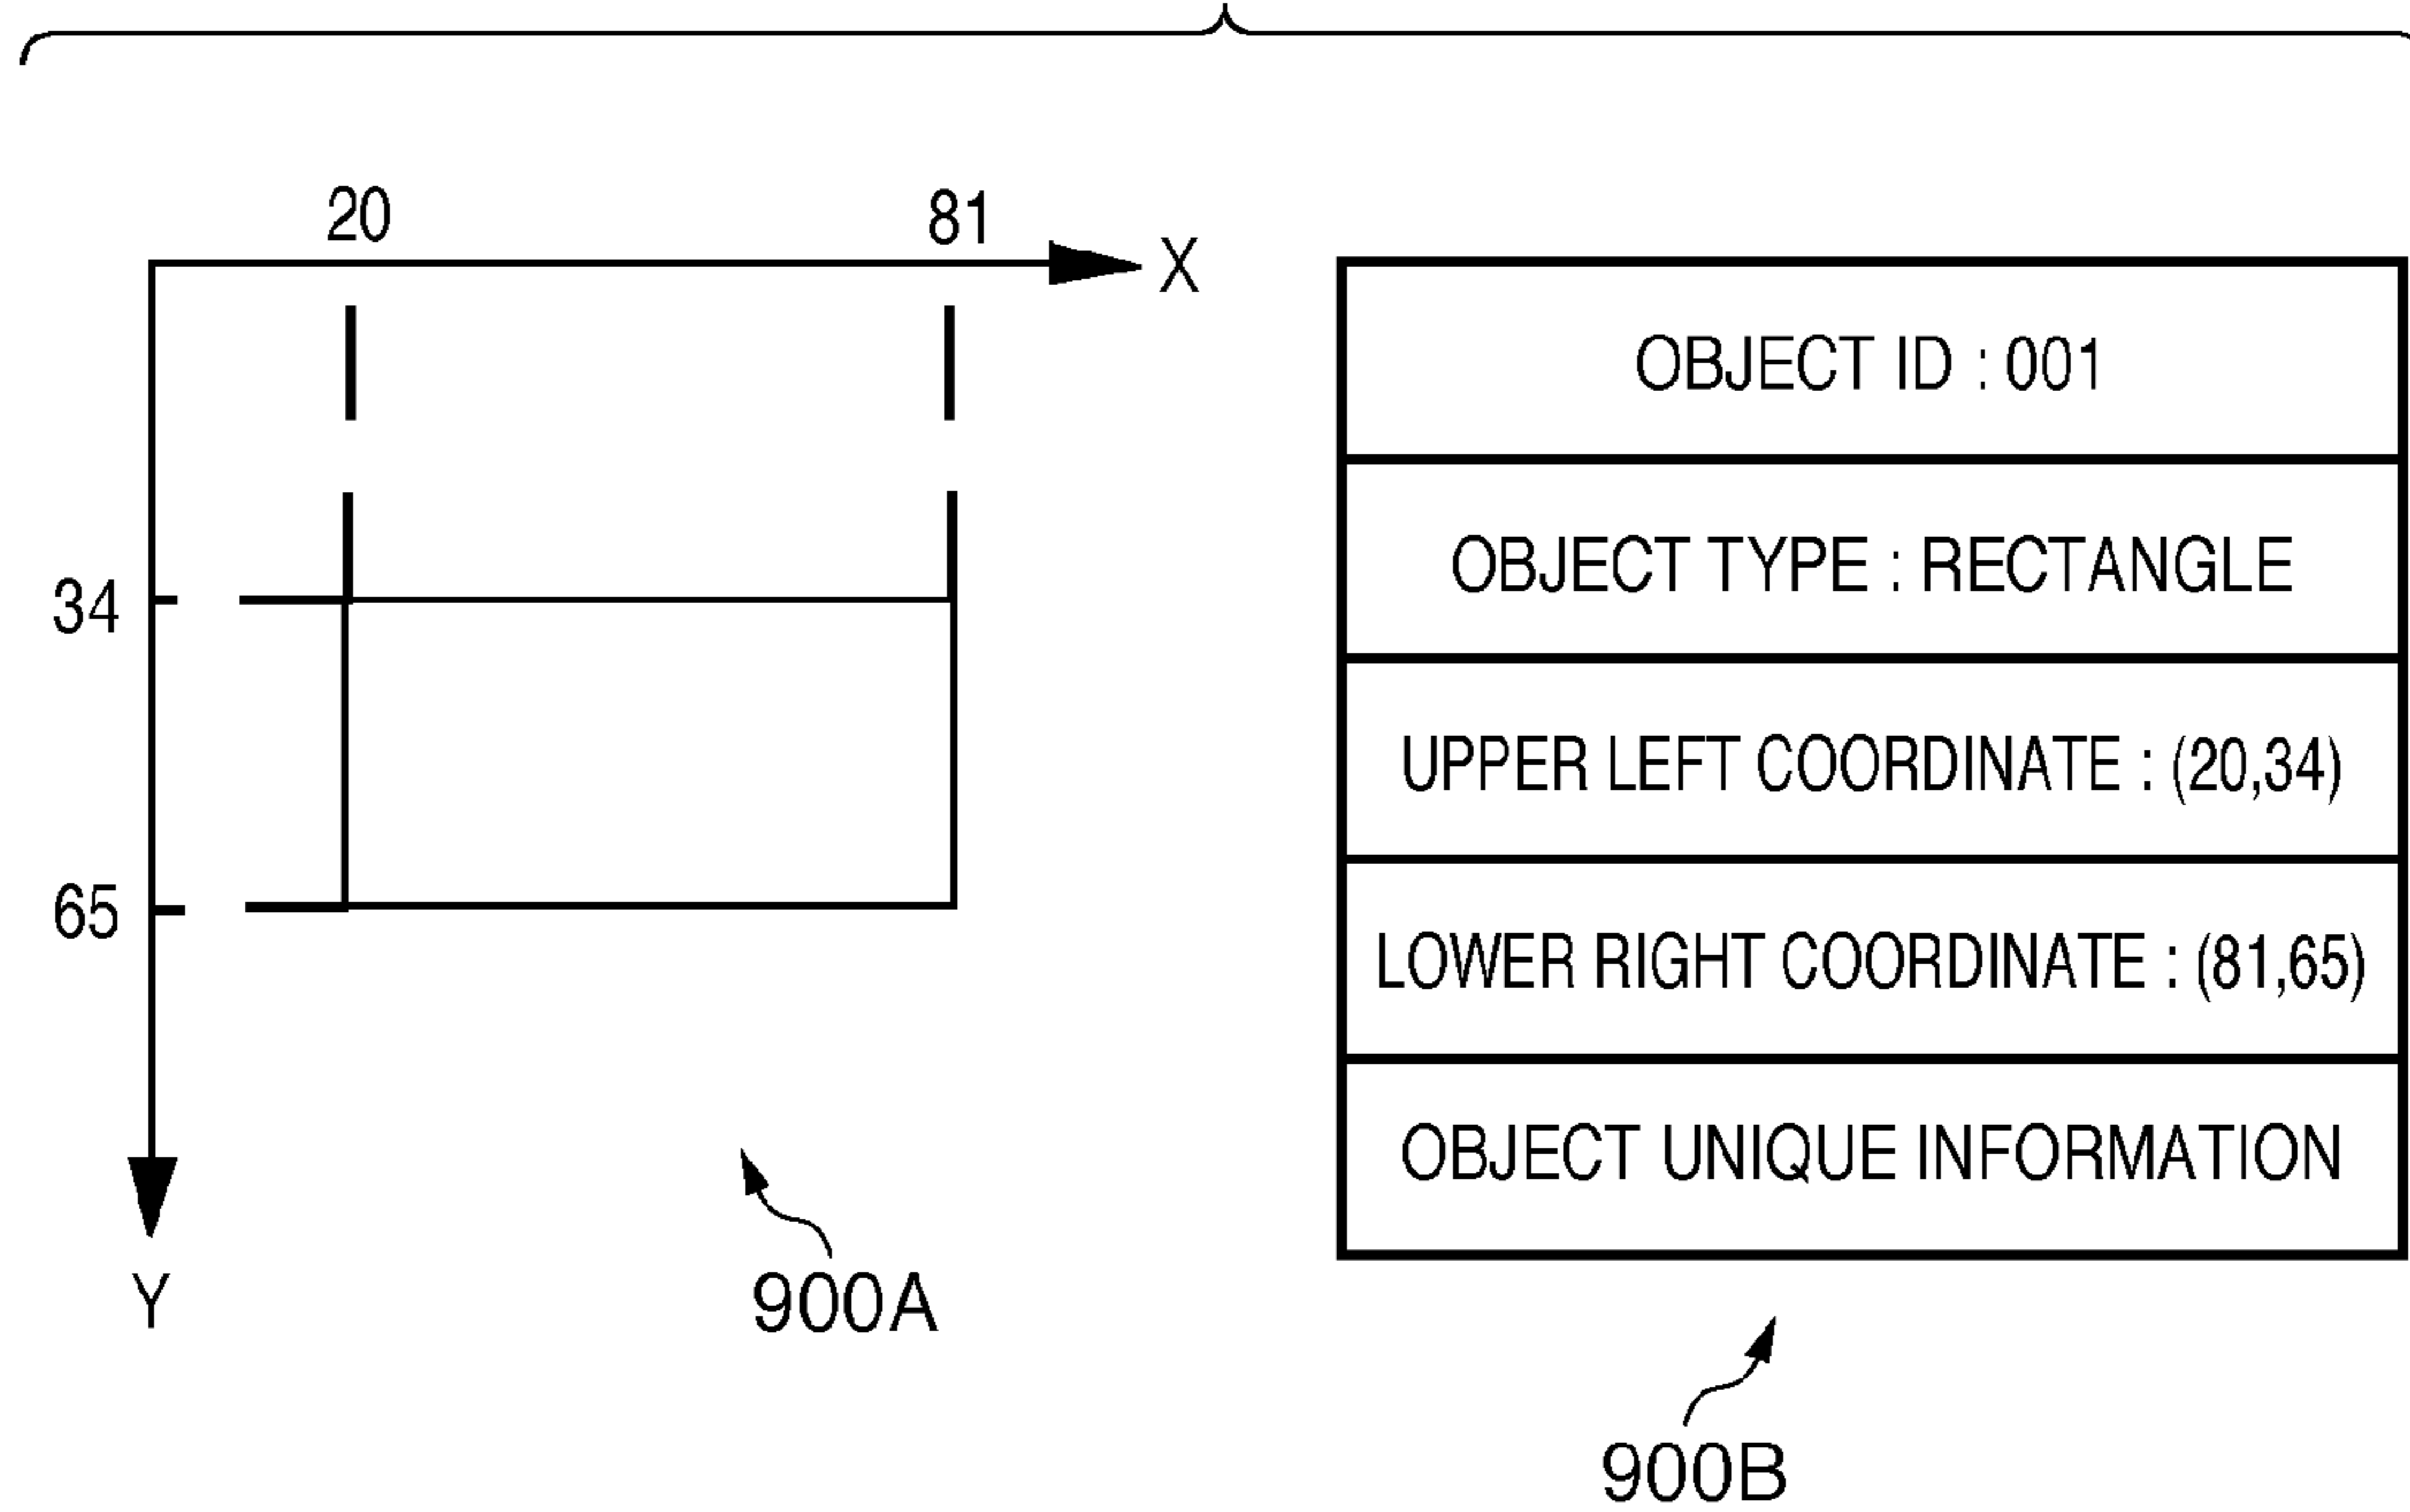 20
81
X
34
65
Y
900A
OBJECT ID : 001
OBJECT TYPE : RECTANGLE
UPPER LEFT COORDINATE : (20,34)
LOWER RIGHT COORDINATE : (81,65)
OBJECT UNIQUE INFORMATION
900B